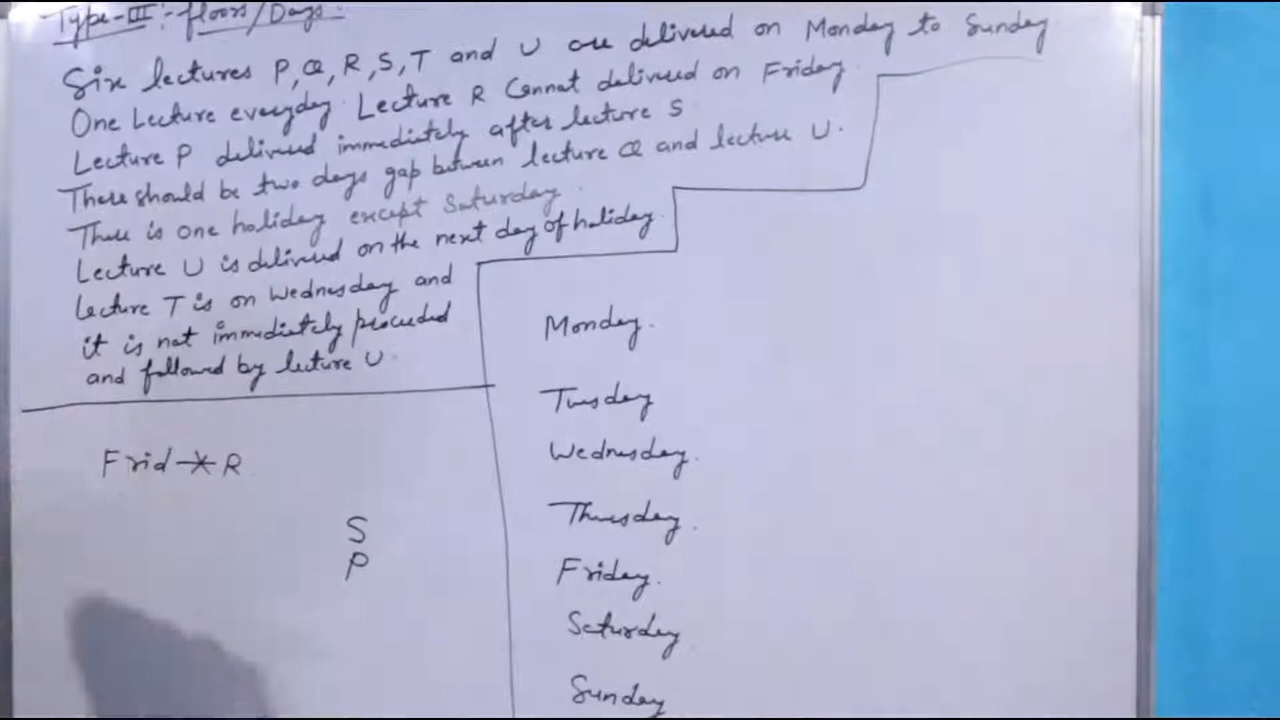 Type-III:- floors/Days.
Six lectures P, Q, R, S, T and U are delivered on Monday to Sunday
One Lecture everyday. Lecture R Cannot delivered on Friday.
Lecture P delivered immediately after lecture S
There should be two days gap between lecture Q and lecture U.
There is one holiday except Saturday.
Lecture U is delivered on the next day of holiday.
Lecture T is on Wednesday and
it is not immediately preceeded
and followed by lecture U.
Monday.
Tuesday
Wednesday.
Thursday.
Friday.
Saturday
Sunday
Frid R
S
P